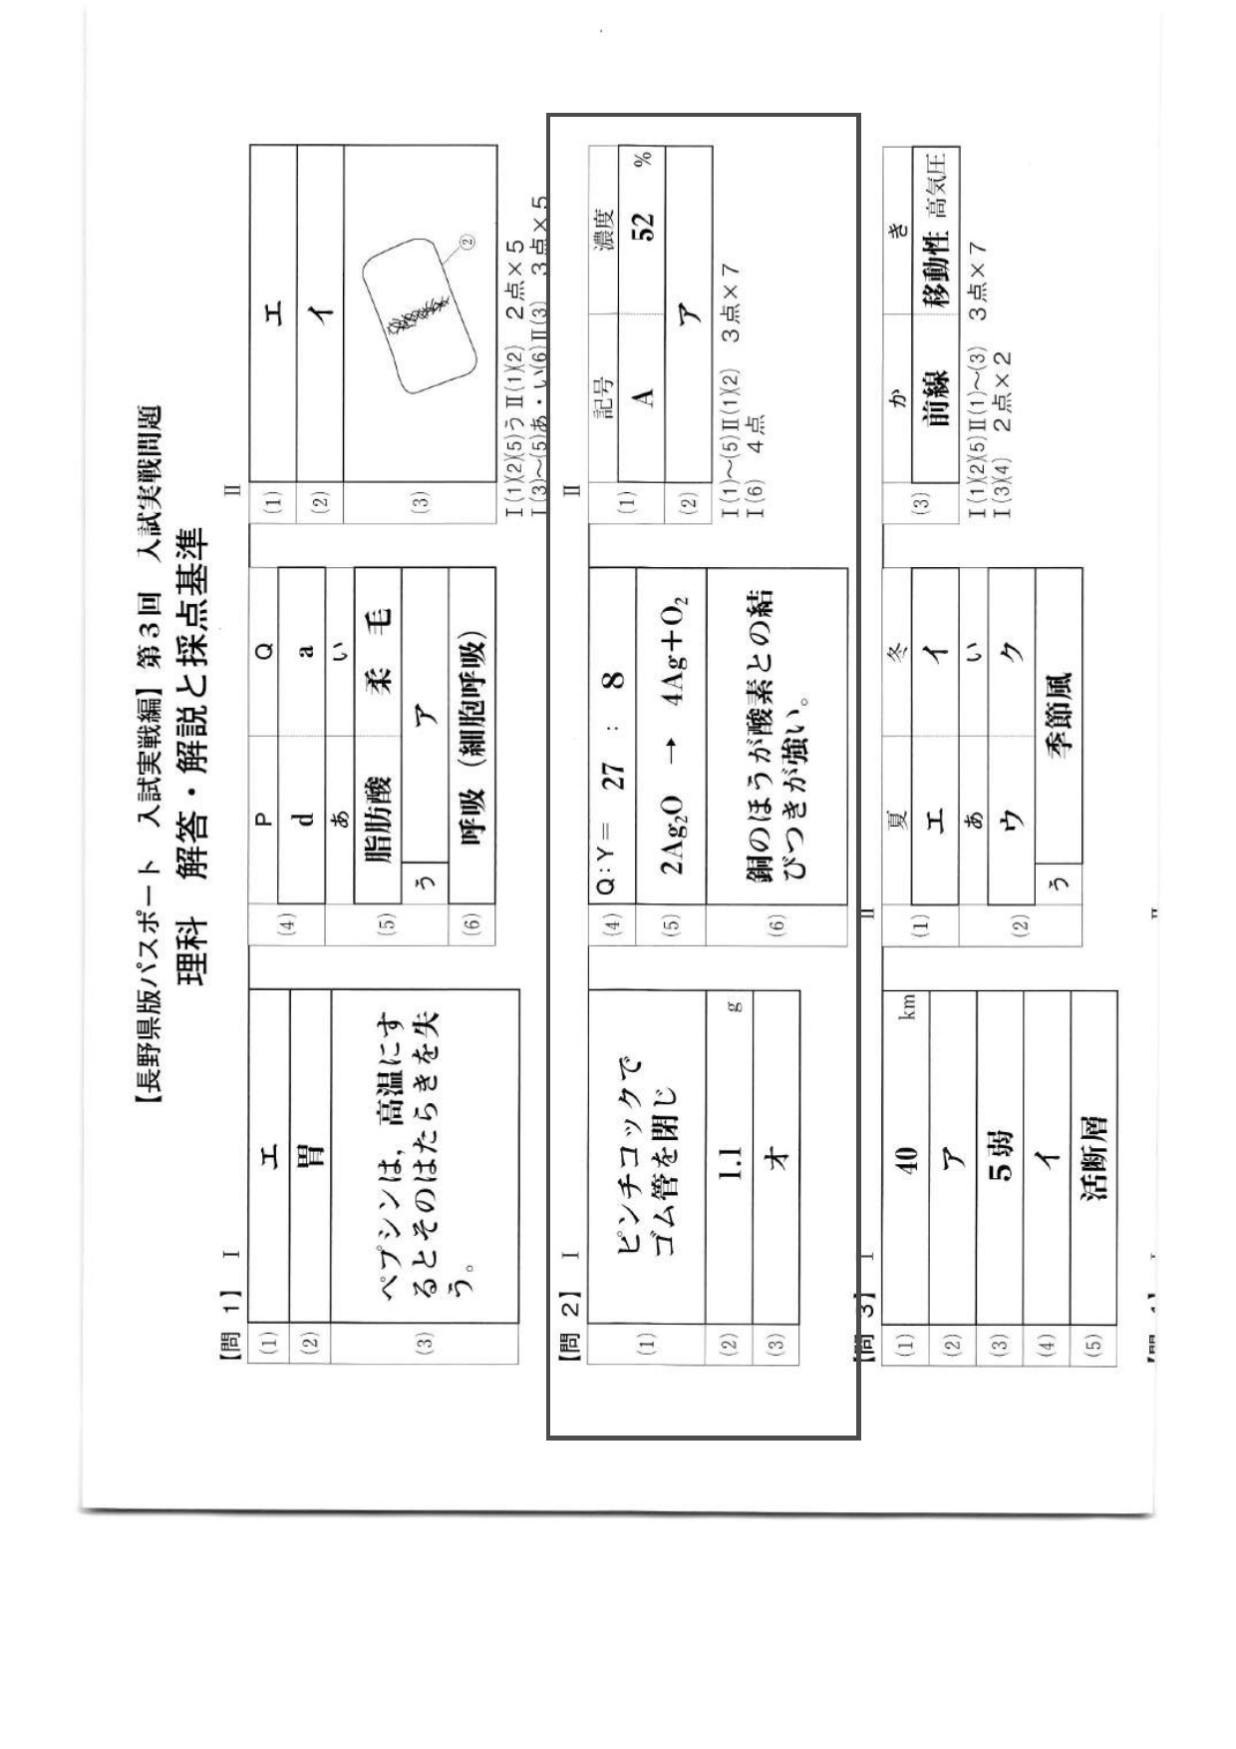 【長野県版パスポート 入試実戦編】第3回 入試実戦問題
理科 解答・解説と採点基準
【問 1】 Ⅰ
(1) エ
(2) 胃
(3) ペプシンは，高温にす
るとそのはたらきを失
う。
(4) P Q
d a
(5) あ い
脂肪酸 柔 毛
う ア
(6) 呼吸（細胞呼吸）
Ⅱ
(1) エ
(2) イ
(3) ②
Ⅰ(1)(2)(5)うⅡ(1)(2) 2点×5
Ⅰ(3)～(5)あ・い(6)Ⅱ(3) 3点×5
【問 2】 Ⅰ
(1) ピンチコックで
ゴム管を閉じ
(2) 1.1 g
(3) オ
(4) Q：Y＝ 27 ： 8
(5) 2Ag₂O → 4Ag＋O₂
(6) 銅のほうが酸素との結
びつきが強い。
Ⅱ
(1) 記号 濃度
A 52 %
(2) ア
Ⅰ(1)～(5)Ⅱ(1)(2) 3点×7
Ⅰ(6) 4点
【問 3】 Ⅰ
(1) 40 km
(2) ア
(3) 5弱
(4) イ
(5) 活断層
Ⅱ
(1) 夏 冬
エ イ
(2) あ い
ウ ク
う 季節風
(3) か き
前線 移動性 高気圧
Ⅰ(1)(2)(5)Ⅱ(1)～(3) 3点×7
Ⅰ(3)(4) 2点×2